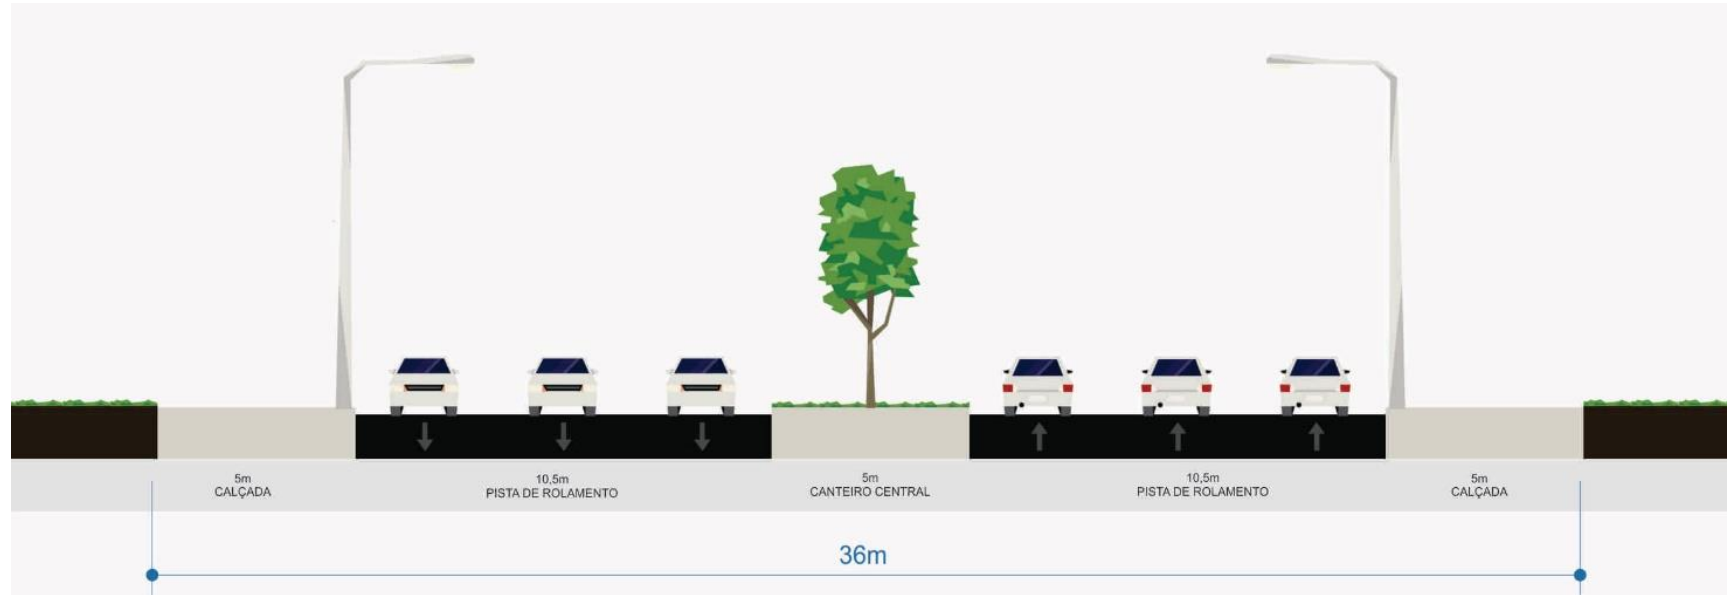 5m
CALÇADA
10,5m
PISTA DE ROLAMENTO
5m
CANTEIRO CENTRAL
10,5m
PISTA DE ROLAMENTO
5m
CALÇADA
36m